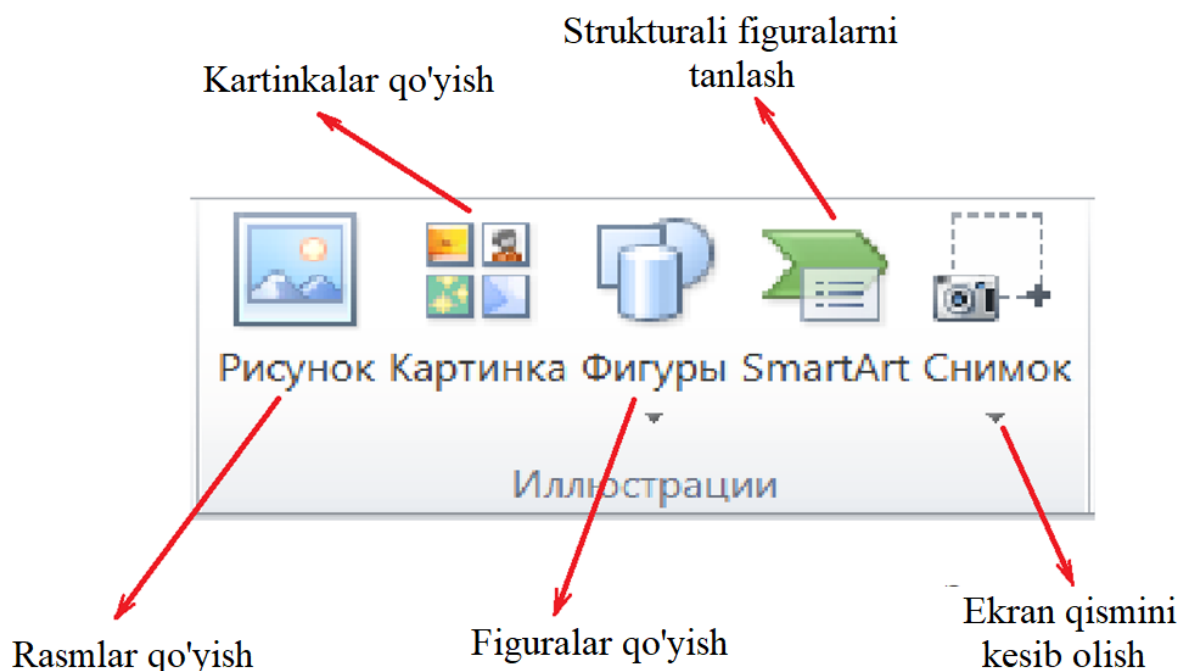 Strukturali figuralarni
tanlash
Kartinkalar qo'yish
Рисунок Картинка Фигуры SmartArt Снимок
Иллюстрации
Rasmlar qo'yish
Figuralar qo'yish
Ekran qismini
kesib olish